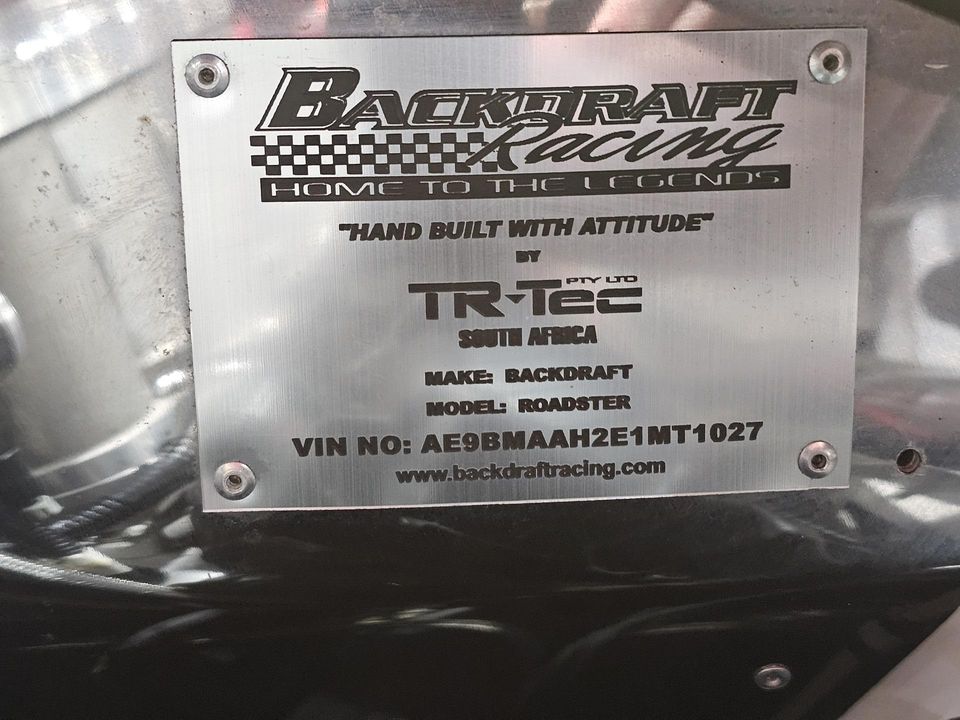 BACKDRAFT
Racing
HOME TO THE LEGENDS
"HAND BUILT WITH ATTITUDE"
BY
PTY LTD
TR-Tec
SOUTH AFRICA
MAKE: BACKDRAFT
MODEL: ROADSTER
VIN NO: AE9BMAAH2E1MT1027
www.backdraftracing.com